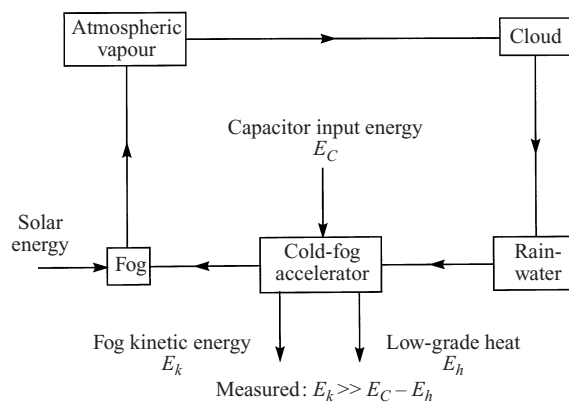 Atmospheric
vapour
Cloud
Capacitor input energy
E_C
Solar
energy
Fog
Cold-fog
accelerator
Rain-
water
Fog kinetic energy
E_k
Low-grade heat
E_h
Measured: E_k >> E_C – E_h